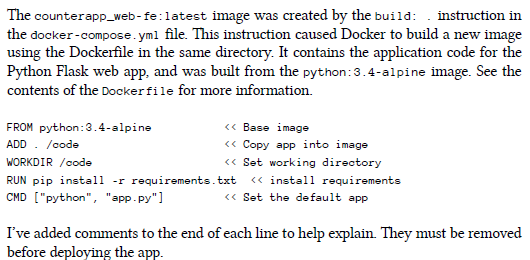 The counterapp_web-fe:latest image was created by the build: . instruction in
the docker-compose.yml file. This instruction caused Docker to build a new image
using the Dockerfile in the same directory. It contains the application code for the
Python Flask web app, and was built from the python:3.4-alpine image. See the
contents of the Dockerfile for more information.
FROM python:3.4-alpine << Base image
ADD . /code << Copy app into image
WORKDIR /code << Set working directory
RUN pip install -r requirements.txt << install requirements
CMD ["python", "app.py"] << Set the default app
I've added comments to the end of each line to help explain. They must be removed
before deploying the app.